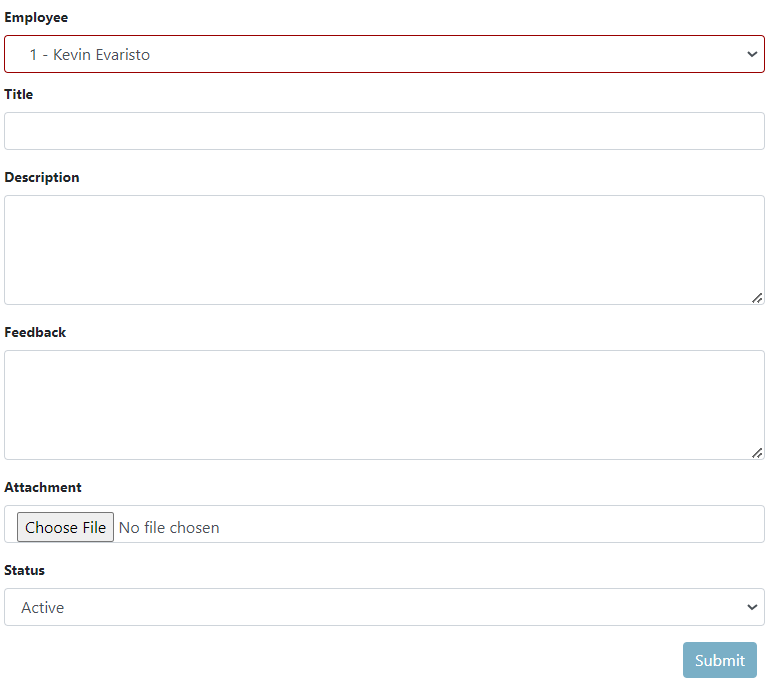 Employee
1 - Kevin Evaristo
Title
Description
Feedback
Attachment
Choose File No file chosen
Status
Active
Submit